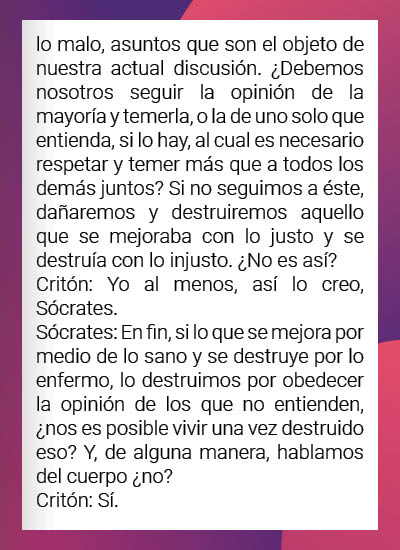 lo malo, asuntos que son el objeto de
nuestra actual discusión. ¿Debemos
nosotros seguir la opinión de la
mayoría y temerla, o la de uno solo que
entienda, si lo hay, al cual es necesario
respetar y temer más que a todos los
demás juntos? Si no seguimos a éste,
dañaremos y destruiremos aquello
que se mejoraba con lo justo y se
destruía con lo injusto. ¿No es así?
Critón: Yo al menos, así lo creo,
Sócrates.
Sócrates: En fin, si lo que se mejora por
medio de lo sano y se destruye por lo
enfermo, lo destruimos por obedecer
la opinión de los que no entienden,
¿nos es posible vivir una vez destruido
eso? Y, de alguna manera, hablamos
del cuerpo ¿no?
Critón: Sí.